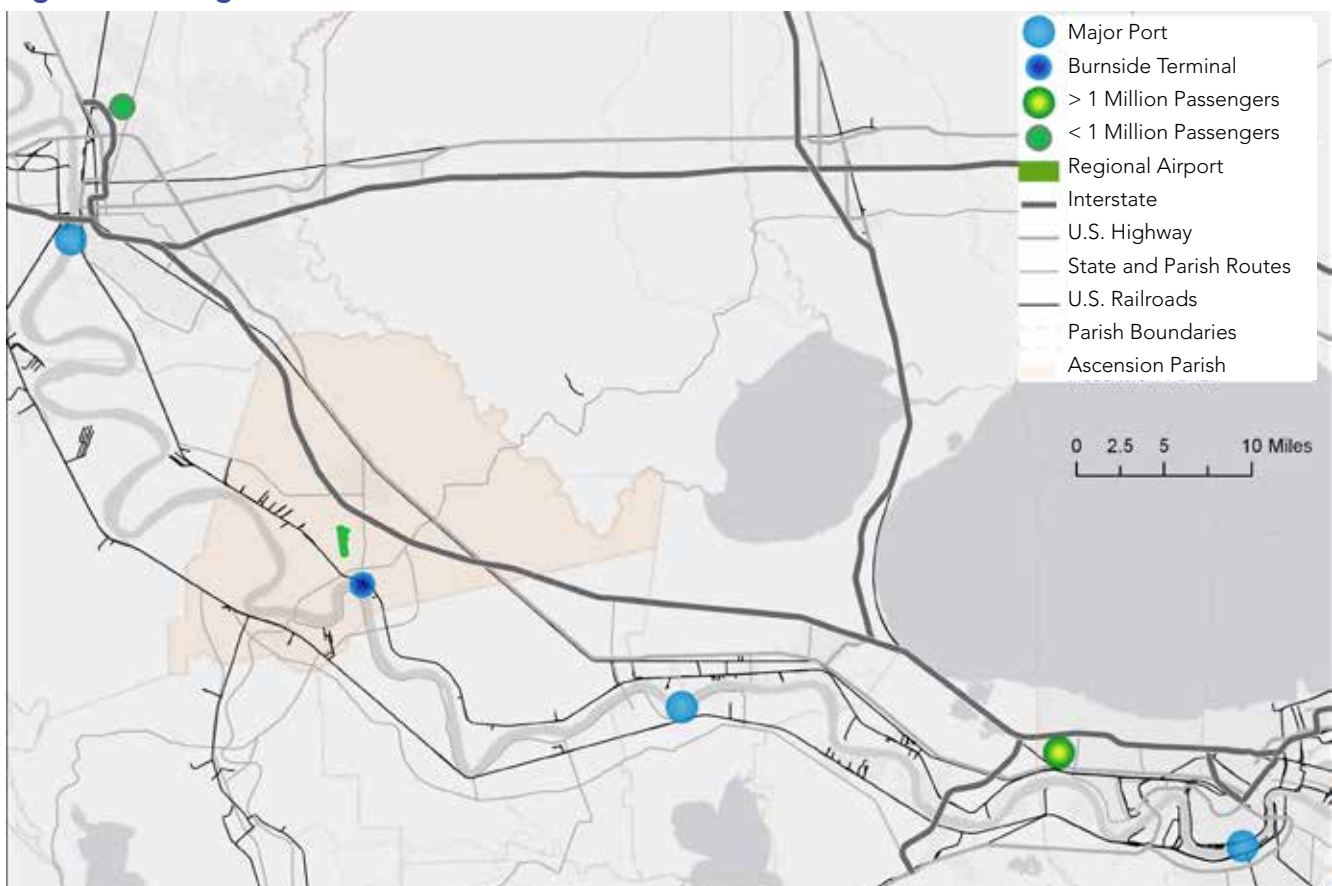 Major Port
Burnside Terminal
> 1 Million Passengers
< 1 Million Passengers
Regional Airport
Interstate
U.S. Highway
State and Parish Routes
U.S. Railroads
Parish Boundaries
Ascension Parish
0 2.5 5 10 Miles